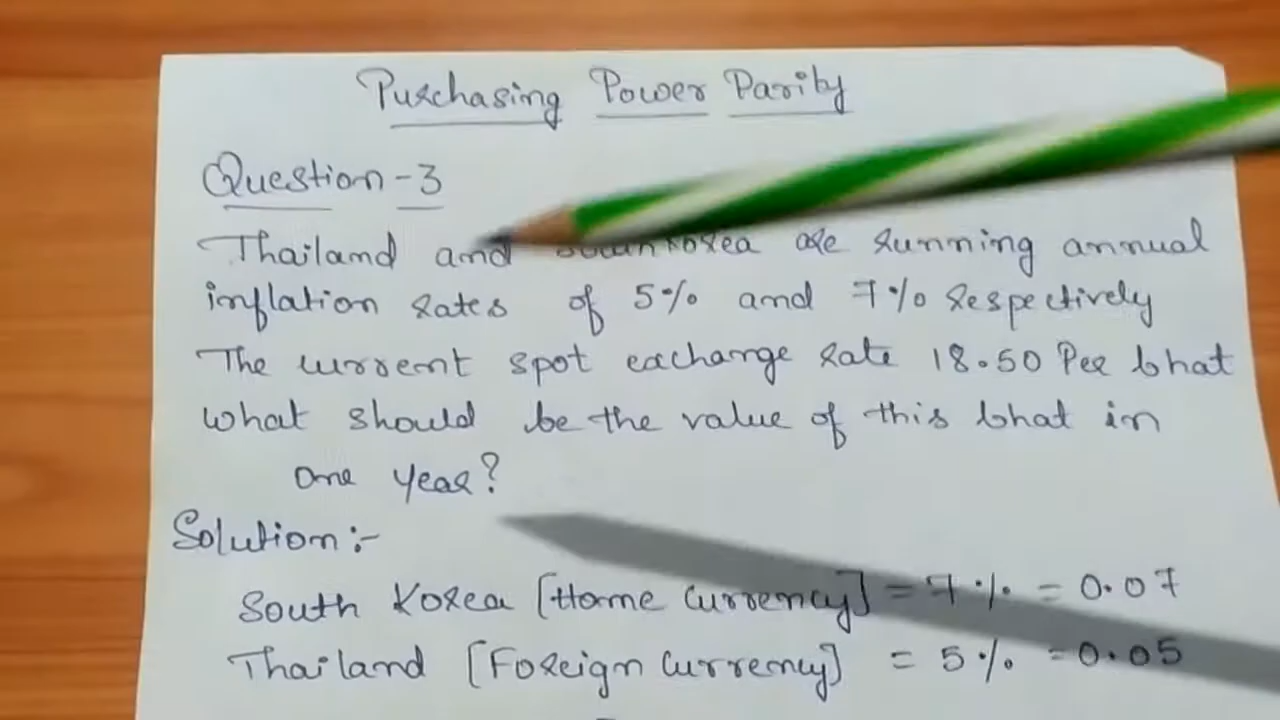 Purchasing Power Parity
Question-3
Thailand and South Korea are running annual
inflation rates of 5% and 7% respectively
The current spot exchange rate 18.50 Per bhat
what should be the value of this bhat in
one year?
Solution:-
South Korea [Home Currency] = 7% = 0.07
Thailand [Foreign Currency] = 5% = 0.05